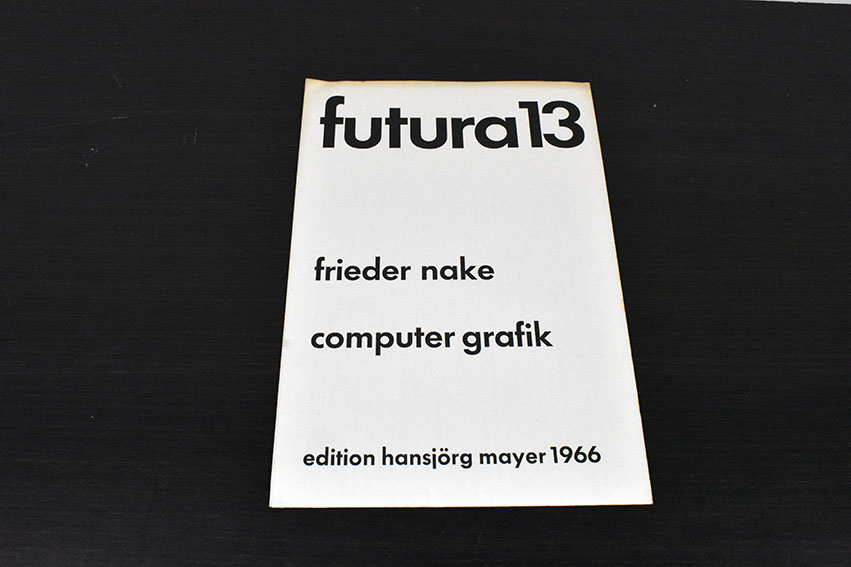 futura13
frieder nake
computer grafik
edition hansjörg mayer 1966